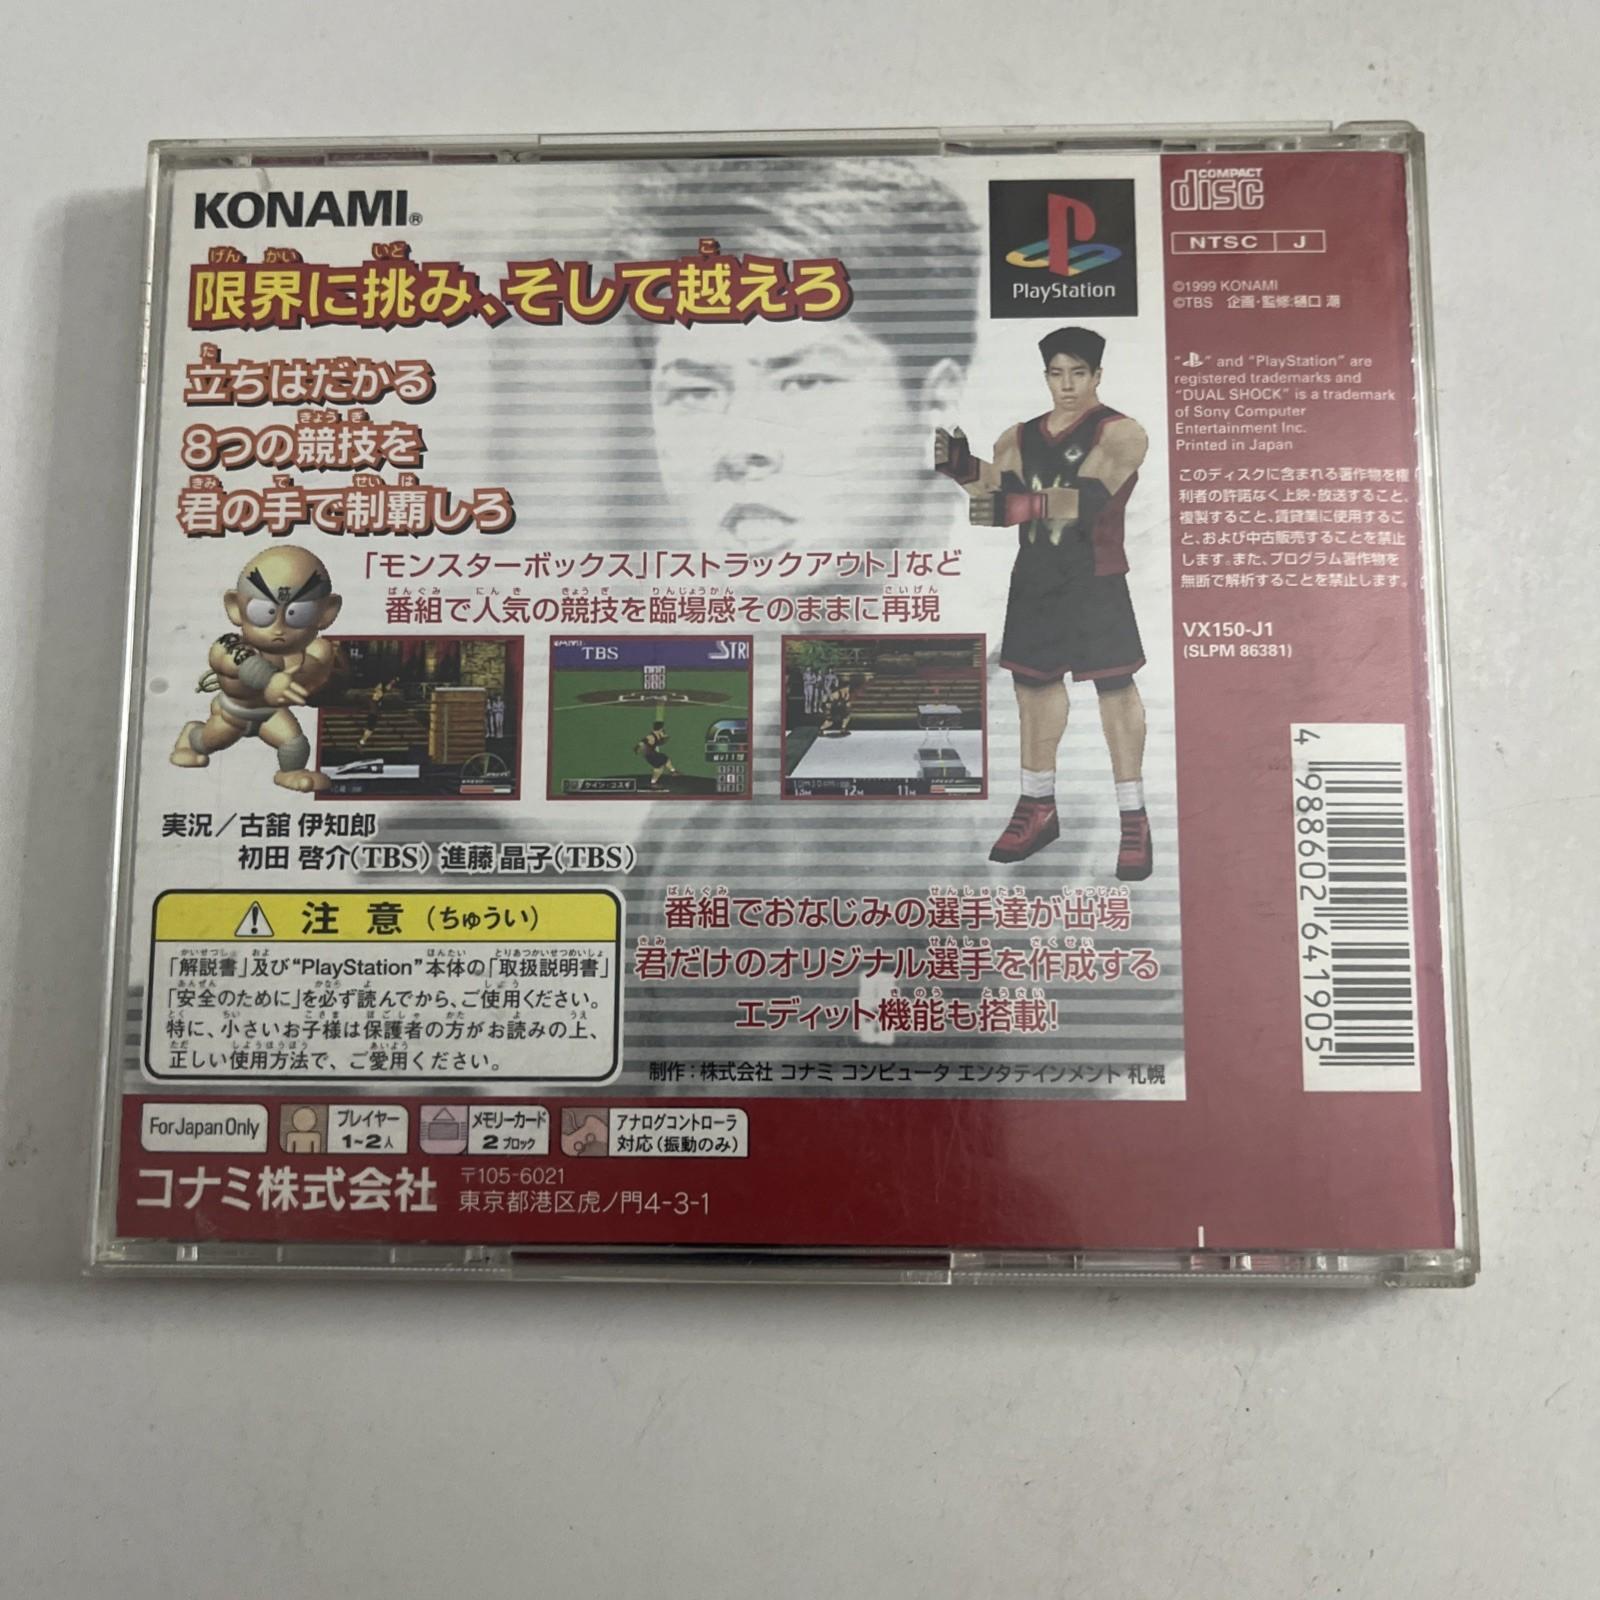 KONAMI®
限界に挑み、そして越えろ
立ちはだかる
8つの競技を
君の手で制覇しろ
「モンスターボックス」「ストラックアウト」など
番組で人気の競技を臨場感そのままに再現
筋
TBS
STRI
ケイン・コスギ
13M 12M 11M
実況/古舘 伊知郎
初田 啓介(TBS) 進藤 晶子(TBS)
注 意 (ちゅうい)
「解説書」及び“PlayStation”本体の「取扱説明書」
「安全のために」を必ず読んでから、ご使用ください。
特に、小さいお子様は保護者の方がお読みの上、
正しい使用方法で、ご愛用ください。
番組でおなじみの選手達が出場
君だけのオリジナル選手を作成する
エディット機能も搭載!
制作:株式会社 コナミ コンピュータ エンタテインメント 札幌
For Japan Only
プレイヤー
1~2人
メモリーカード
2ブロック
アナログコントローラ
対応(振動のみ)
コナミ株式会社
〒105-6021
東京都港区虎ノ門4-3-1
PlayStation
COMPACT
disc
NTSC J
©1999 KONAMI
©TBS 企画・監修:樋口 潮
“ ” and “PlayStation” are
registered trademarks and
“DUAL SHOCK” is a trademark
of Sony Computer
Entertainment Inc.
Printed in Japan
このディスクに含まれる著作物を権
利者の許諾なく上映・放送すること、
複製すること、賃貸業に使用するこ
と、および中古販売することを禁止
します。また、プログラム著作物を
無断で解析することを禁止します。
VX150-J1
(SLPM 86381)
4 988602 641905